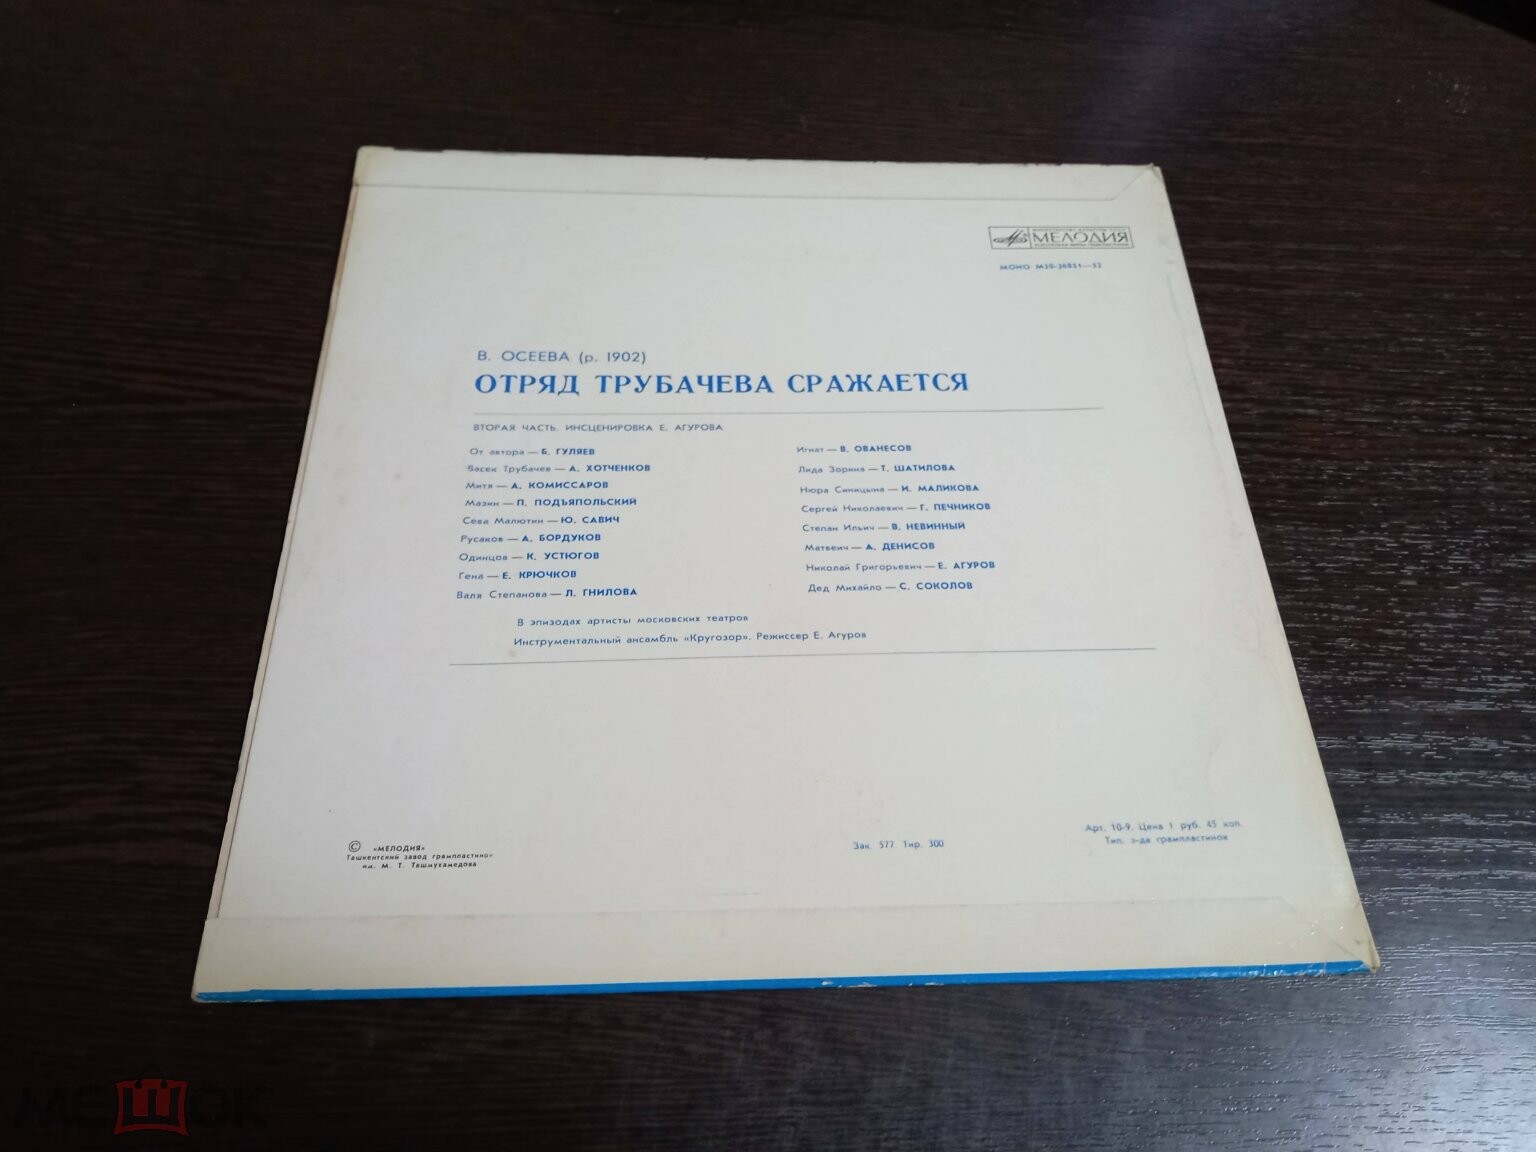 МЕЛОДИЯ
МОНО М50-36851—52
В. ОСЕЕВА (р. 1902)
ОТРЯД ТРУБАЧЕВА СРАЖАЕТСЯ
ВТОРАЯ ЧАСТЬ. ИНСЦЕНИРОВКА Е. АГУРОВА
От автора — Б. ГУЛЯЕВ
Васек Трубачев — А. ХОТЧЕНКОВ
Митя — А. КОМИССАРОВ
Мазин — П. ПОДЪЯПОЛЬСКИЙ
Сева Малютин — Ю. САВИЧ
Русаков — А. БОРДУКОВ
Одинцов — К. УСТЮГОВ
Гена — Е. КРЮЧКОВ
Валя Степанова — Л. ГНИЛОВА
Игнат — В. ОВАНЕСОВ
Лида Зорина — Т. ШАТИЛОВА
Нюра Синицына — И. МАЛИКОВА
Сергей Николаевич — Г. ПЕЧНИКОВ
Степан Ильич — В. НЕВИННЫЙ
Матвеич — А. ДЕНИСОВ
Николай Григорьевич — Е. АГУРОВ
Дед Михайло — С. СОКОЛОВ
В эпизодах артисты московских театров
Инструментальный ансамбль «Кругозор». Режиссер Е. Агуров
© «МЕЛОДИЯ»
Ташкентский завод грампластинок
им. М. Т. Ташмухамедова
Зак. 577. Тир. 300
Арт. 10-9. Цена 1 руб. 45 коп.
Тип. з-да грампластинок
мешок